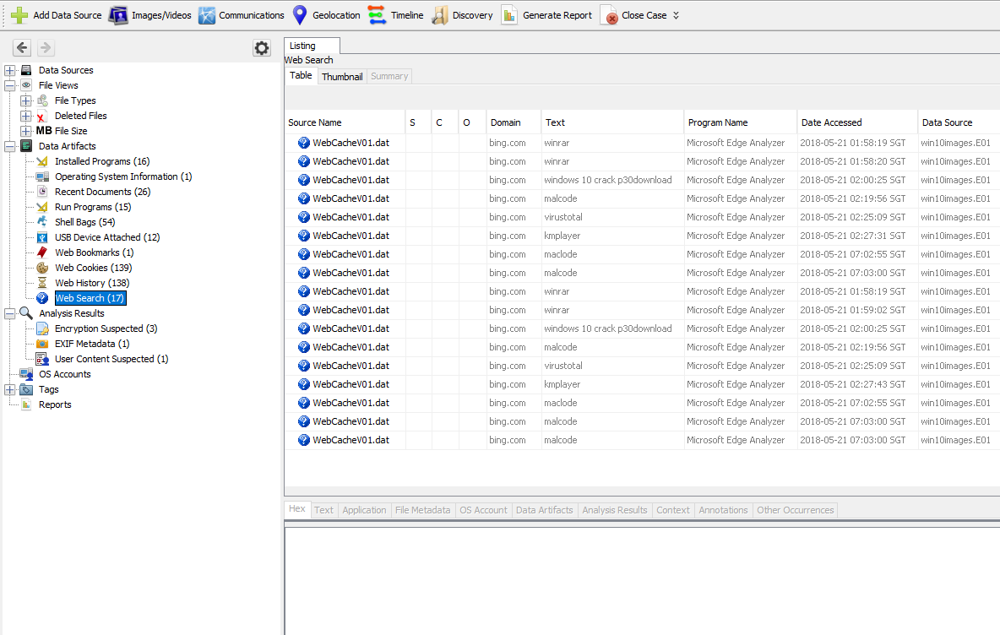 Add Data Source Images/Videos Communications Geolocation Timeline Discovery Generate Report Close Case
Data Sources
File Views
File Types
Deleted Files
MB File Size
Data Artifacts
Installed Programs (16)
Operating System Information (1)
Recent Documents (26)
Run Programs (15)
Shell Bags (54)
USB Device Attached (12)
Web Bookmarks (1)
Web Cookies (139)
Web History (138)
Web Search (17)
Analysis Results
Encryption Suspected (3)
EXIF Metadata (1)
User Content Suspected (1)
OS Accounts
Tags
Reports
Listing
Web Search
Table Thumbnail Summary
Source Name S C O Domain Text Program Name Date Accessed Data Source
WebCacheV01.dat bing.com winrar Microsoft Edge Analyzer 2018-05-21 01:58:19 SGT win10images.E01
WebCacheV01.dat bing.com winrar Microsoft Edge Analyzer 2018-05-21 01:58:20 SGT win10images.E01
WebCacheV01.dat bing.com windows 10 crack p30download Microsoft Edge Analyzer 2018-05-21 02:00:25 SGT win10images.E01
WebCacheV01.dat bing.com malcode Microsoft Edge Analyzer 2018-05-21 02:19:56 SGT win10images.E01
WebCacheV01.dat bing.com virustotal Microsoft Edge Analyzer 2018-05-21 02:25:09 SGT win10images.E01
WebCacheV01.dat bing.com kmplayer Microsoft Edge Analyzer 2018-05-21 02:27:31 SGT win10images.E01
WebCacheV01.dat bing.com maclode Microsoft Edge Analyzer 2018-05-21 07:02:55 SGT win10images.E01
WebCacheV01.dat bing.com malcode Microsoft Edge Analyzer 2018-05-21 07:03:00 SGT win10images.E01
WebCacheV01.dat bing.com winrar Microsoft Edge Analyzer 2018-05-21 01:58:19 SGT win10images.E01
WebCacheV01.dat bing.com winrar Microsoft Edge Analyzer 2018-05-21 01:59:02 SGT win10images.E01
WebCacheV01.dat bing.com windows 10 crack p30download Microsoft Edge Analyzer 2018-05-21 02:00:25 SGT win10images.E01
WebCacheV01.dat bing.com malcode Microsoft Edge Analyzer 2018-05-21 02:19:56 SGT win10images.E01
WebCacheV01.dat bing.com virustotal Microsoft Edge Analyzer 2018-05-21 02:25:09 SGT win10images.E01
WebCacheV01.dat bing.com kmplayer Microsoft Edge Analyzer 2018-05-21 02:27:43 SGT win10images.E01
WebCacheV01.dat bing.com maclode Microsoft Edge Analyzer 2018-05-21 07:02:55 SGT win10images.E01
WebCacheV01.dat bing.com malcode Microsoft Edge Analyzer 2018-05-21 07:03:00 SGT win10images.E01
WebCacheV01.dat bing.com malcode Microsoft Edge Analyzer 2018-05-21 07:03:00 SGT win10images.E01
Hex Text Application File Metadata OS Account Data Artifacts Analysis Results Context Annotations Other Occurrences